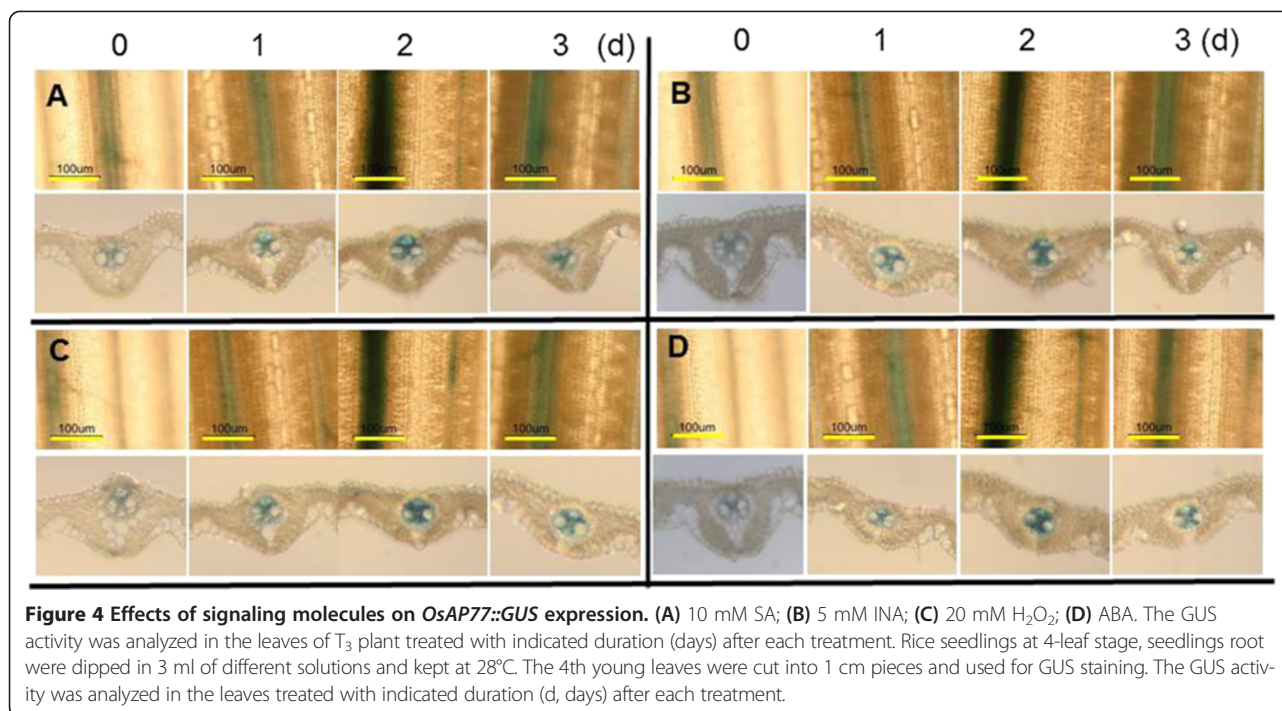 0 1 2 3 (d) 0 1 2 3 (d)
A B
100um 100um 100um 100um 100um 100um 100um 100um
C D
100um 100um 100um 100um 100um 100um 100um 100um
Figure 4 Effects of signaling molecules on OsAP77::GUS expression. (A) 10 mM SA; (B) 5 mM INA; (C) 20 mM H₂O₂; (D) ABA. The GUS
activity was analyzed in the leaves of T₃ plant treated with indicated duration (days) after each treatment. Rice seedlings at 4-leaf stage, seedlings root
were dipped in 3 ml of different solutions and kept at 28°C. The 4th young leaves were cut into 1 cm pieces and used for GUS staining. The GUS activ-
ity was analyzed in the leaves treated with indicated duration (d, days) after each treatment.